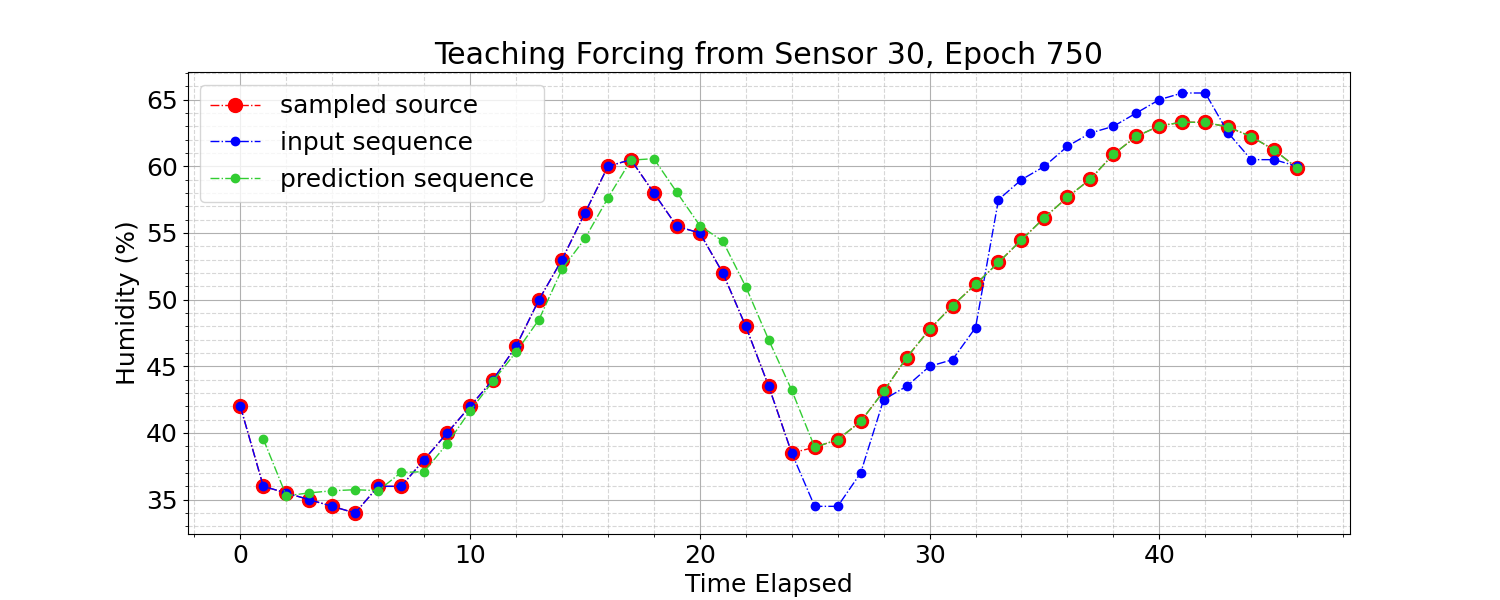 Teaching Forcing from Sensor 30, Epoch 750
sampled source
input sequence
prediction sequence
Humidity (%)
65
60
55
50
45
40
35
0 10 20 30 40
Time Elapsed